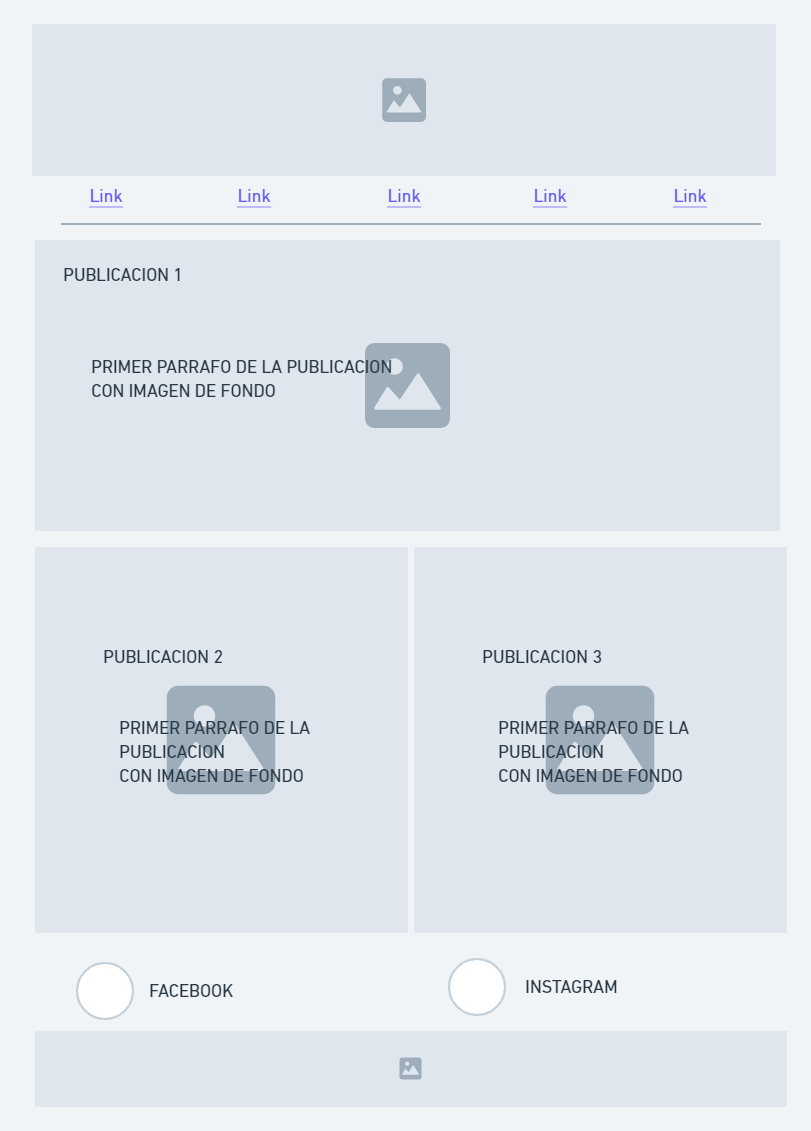 Link
Link
Link
Link
Link
PUBLICACION 1
PRIMER PARRAFO DE LA PUBLICACION
CON IMAGEN DE FONDO
PUBLICACION 2
PRIMER PARRAFO DE LA
PUBLICACION
CON IMAGEN DE FONDO
PUBLICACION 3
PRIMER PARRAFO DE LA
PUBLICACION
CON IMAGEN DE FONDO
FACEBOOK
INSTAGRAM